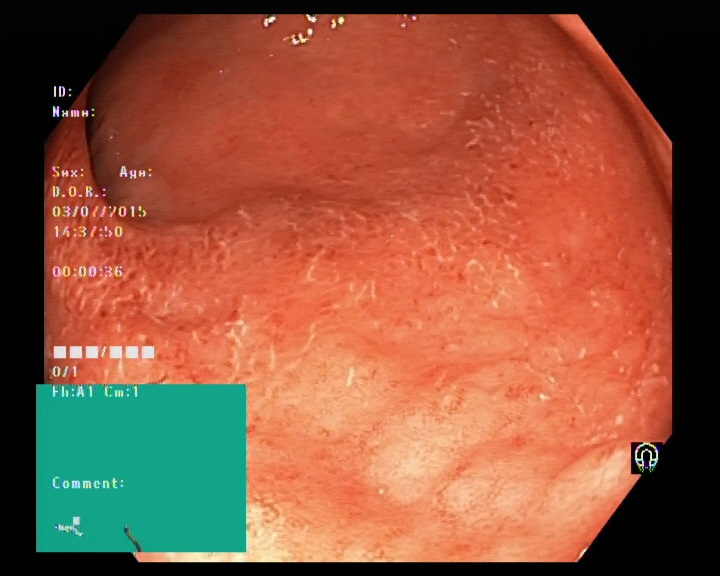 ID:
Name:
Sex: Age:
D.O.B.:
03/07/2015
14:37:50
00:00:36
■■■/■■■
0/1
Eh:A1 Cm:1
Comment: